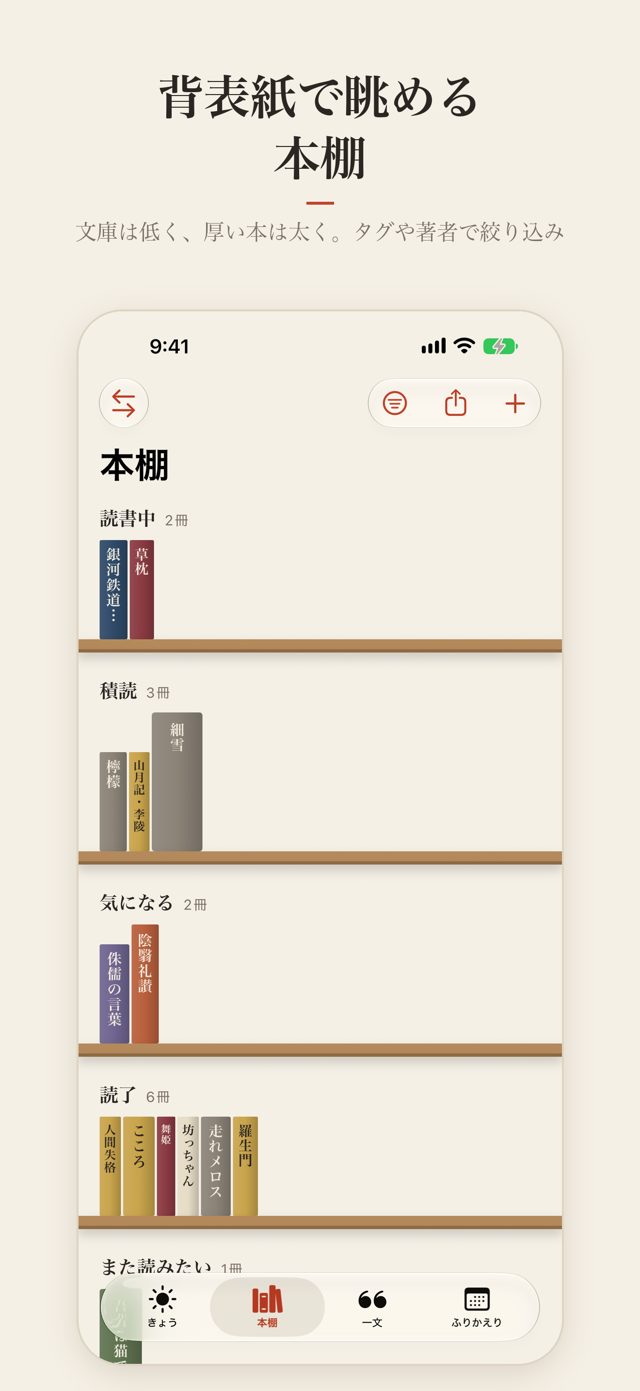 背表紙で眺める
本棚
文庫は低く、厚い本は太く。タグや著者で絞り込み
9:41
本棚
読書中 2冊
銀河鉄道…
草枕
積読 3冊
檸檬
山月記・李陵
細雪
気になる 2冊
侏儒の言葉
陰翳礼讃
読了 6冊
人間失格
こころ
舞姫
坊っちゃん
走れメロス
羅生門
また読みたい 1冊
きょう
本棚
一文
ふりかえり